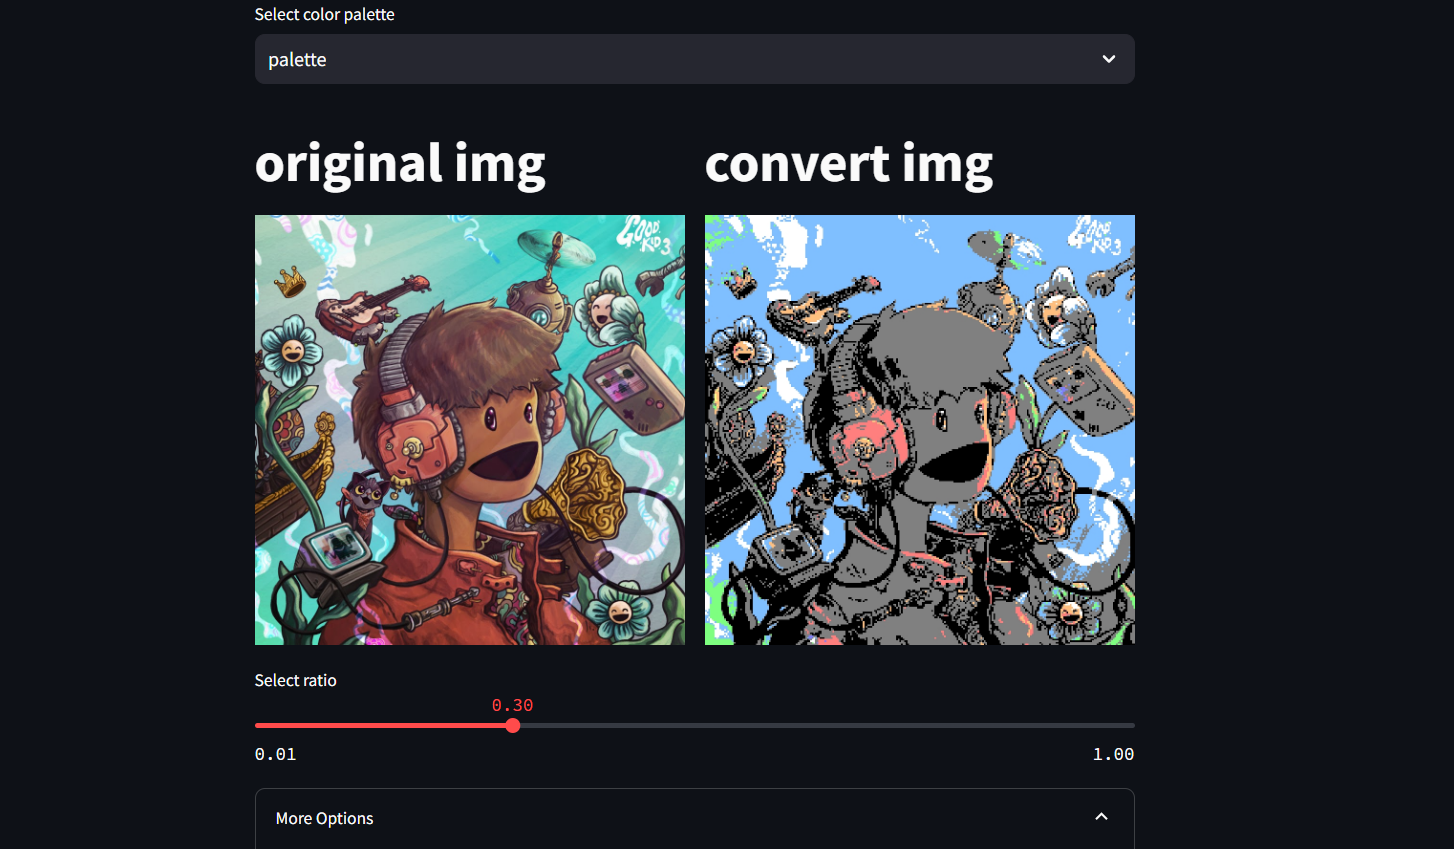 Select color palette
palette
original img
convert img
GOOD
KID 3
GOOD
KID 3
Select ratio
0.30
0.01
1.00
More Options